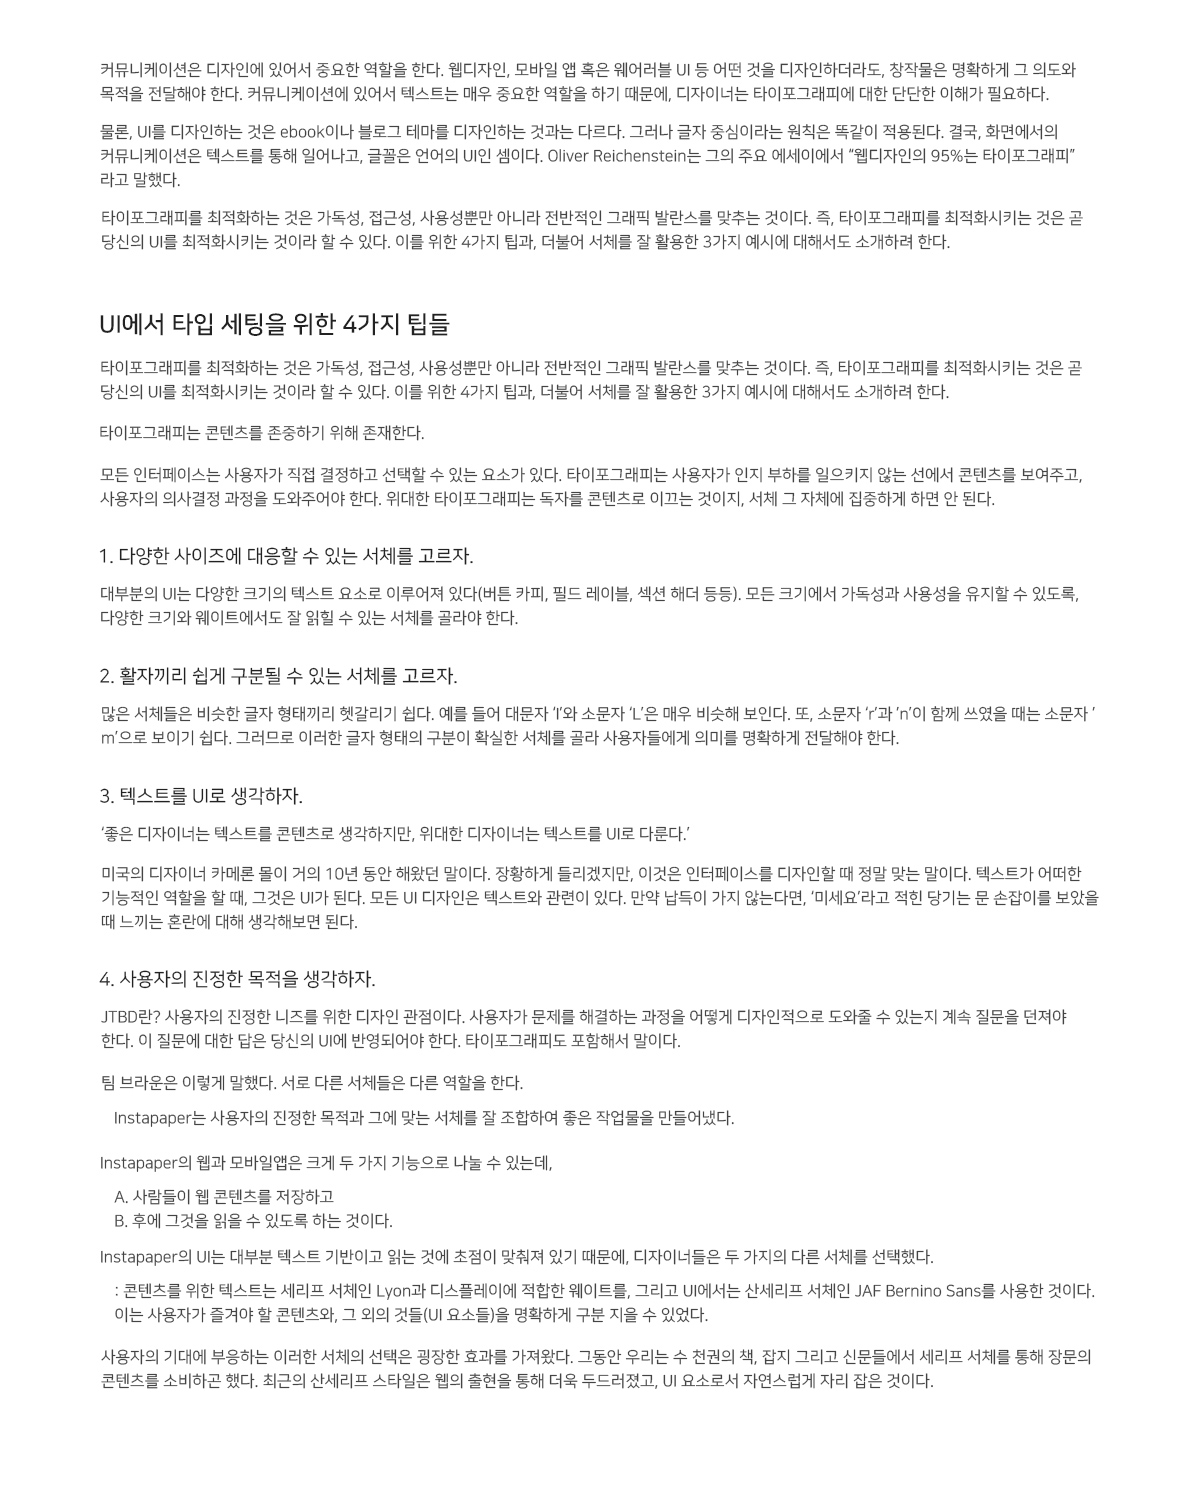 커뮤니케이션은 디자인에 있어서 중요한 역할을 한다. 웹디자인, 모바일 앱 혹은 웨어러블 UI 등 어떤 것을 디자인하더라도, 창작물은 명확하게 그 의도와
목적을 전달해야 한다. 커뮤니케이션에 있어서 텍스트는 매우 중요한 역할을 하기 때문에, 디자이너는 타이포그래피에 대한 단단한 이해가 필요하다.
물론, UI를 디자인하는 것은 ebook이나 블로그 테마를 디자인하는 것과는 다르다. 그러나 글자 중심이라는 원칙은 똑같이 적용된다. 결국, 화면에서의
커뮤니케이션은 텍스트를 통해 일어나고, 글꼴은 언어의 UI인 셈이다. Oliver Reichenstein는 그의 주요 에세이에서 “웹디자인의 95%는 타이포그래피”
라고 말했다.
타이포그래피를 최적화하는 것은 가독성, 접근성, 사용성뿐만 아니라 전반적인 그래픽 발란스를 맞추는 것이다. 즉, 타이포그래피를 최적화시키는 것은 곧
당신의 UI를 최적화시키는 것이라 할 수 있다. 이를 위한 4가지 팁과, 더불어 서체를 잘 활용한 3가지 예시에 대해서도 소개하려 한다.
UI에서 타입 세팅을 위한 4가지 팁들
타이포그래피를 최적화하는 것은 가독성, 접근성, 사용성뿐만 아니라 전반적인 그래픽 발란스를 맞추는 것이다. 즉, 타이포그래피를 최적화시키는 것은 곧
당신의 UI를 최적화시키는 것이라 할 수 있다. 이를 위한 4가지 팁과, 더불어 서체를 잘 활용한 3가지 예시에 대해서도 소개하려 한다.
타이포그래피는 콘텐츠를 존중하기 위해 존재한다.
모든 인터페이스는 사용자가 직접 결정하고 선택할 수 있는 요소가 있다. 타이포그래피는 사용자가 인지 부하를 일으키지 않는 선에서 콘텐츠를 보여주고,
사용자의 의사결정 과정을 도와주어야 한다. 위대한 타이포그래피는 독자를 콘텐츠로 이끄는 것이지, 서체 그 자체에 집중하게 하면 안 된다.
1. 다양한 사이즈에 대응할 수 있는 서체를 고르자.
대부분의 UI는 다양한 크기의 텍스트 요소로 이루어져 있다(버튼 카피, 필드 레이블, 섹션 해더 등등). 모든 크기에서 가독성과 사용성을 유지할 수 있도록,
다양한 크기와 웨이트에서도 잘 읽힐 수 있는 서체를 골라야 한다.
2. 활자끼리 쉽게 구분될 수 있는 서체를 고르자.
많은 서체들은 비슷한 글자 형태끼리 헷갈리기 쉽다. 예를 들어 대문자 ‘I’와 소문자 ‘L’은 매우 비슷해 보인다. 또, 소문자 ‘r’과 ’n’이 함께 쓰였을 때는 소문자 ‘
m’으로 보이기 쉽다. 그러므로 이러한 글자 형태의 구분이 확실한 서체를 골라 사용자들에게 의미를 명확하게 전달해야 한다.
3. 텍스트를 UI로 생각하자.
‘좋은 디자이너는 텍스트를 콘텐츠로 생각하지만, 위대한 디자이너는 텍스트를 UI로 다룬다.’
미국의 디자이너 카메론 몰이 거의 10년 동안 해왔던 말이다. 장황하게 들리겠지만, 이것은 인터페이스를 디자인할 때 정말 맞는 말이다. 텍스트가 어떠한
기능적인 역할을 할 때, 그것은 UI가 된다. 모든 UI 디자인은 텍스트와 관련이 있다. 만약 납득이 가지 않는다면, ‘미세요’라고 적힌 당기는 문 손잡이를 보았을
때 느끼는 혼란에 대해 생각해보면 된다.
4. 사용자의 진정한 목적을 생각하자.
JTBD란? 사용자의 진정한 니즈를 위한 디자인 관점이다. 사용자가 문제를 해결하는 과정을 어떻게 디자인적으로 도와줄 수 있는지 계속 질문을 던져야
한다. 이 질문에 대한 답은 당신의 UI에 반영되어야 한다. 타이포그래피도 포함해서 말이다.
팀 브라운은 이렇게 말했다. 서로 다른 서체들은 다른 역할을 한다.
Instapaper는 사용자의 진정한 목적과 그에 맞는 서체를 잘 조합하여 좋은 작업물을 만들어냈다.
Instapaper의 웹과 모바일앱은 크게 두 가지 기능으로 나눌 수 있는데,
A. 사람들이 웹 콘텐츠를 저장하고
B. 후에 그것을 읽을 수 있도록 하는 것이다.
Instapaper의 UI는 대부분 텍스트 기반이고 읽는 것에 초점이 맞춰져 있기 때문에, 디자이너들은 두 가지의 다른 서체를 선택했다.
: 콘텐츠를 위한 텍스트는 세리프 서체인 Lyon과 디스플레이에 적합한 웨이트를, 그리고 UI에서는 산세리프 서체인 JAF Bernino Sans를 사용한 것이다.
이는 사용자가 즐겨야 할 콘텐츠와, 그 외의 것들(UI 요소들)을 명확하게 구분 지을 수 있었다.
사용자의 기대에 부응하는 이러한 서체의 선택은 굉장한 효과를 가져왔다. 그동안 우리는 수 천권의 책, 잡지 그리고 신문들에서 세리프 서체를 통해 장문의
콘텐츠를 소비하곤 했다. 최근의 산세리프 스타일은 웹의 출현을 통해 더욱 두드러졌고, UI 요소로서 자연스럽게 자리 잡은 것이다.